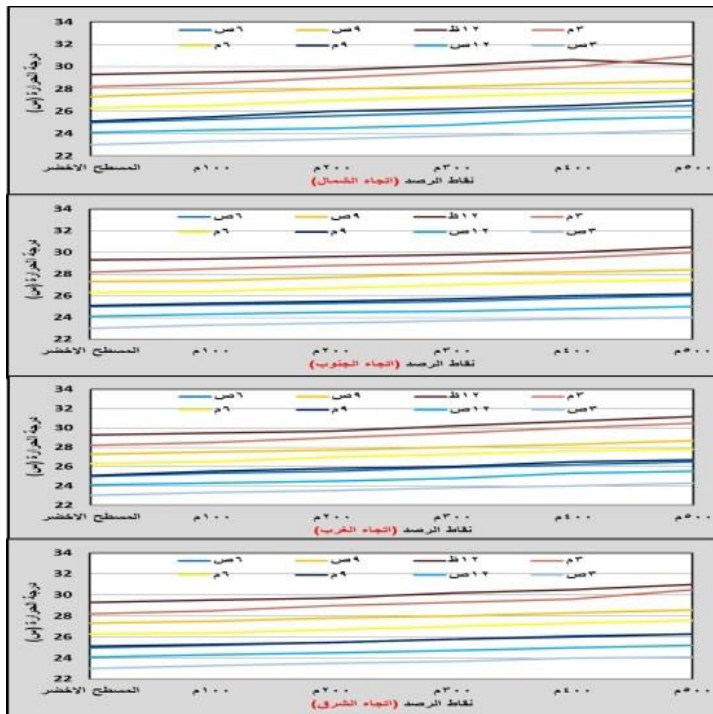 ٦ص ٩ص ١٢ظ ٣م
٦م ٩م ١٢ص ٣ص
درجة الحرارة (س)
34
32
30
28
26
24
22
المسطح الاخضر ١٠٠م ٢٠٠م ٣٠٠م ٤٠٠م ٥٠٠م
نقاط الرصد (اتجاه الشمال)
٦ص ٩ص ١٢ظ ٣م
٦م ٩م ١٢ص ٣ص
درجة الحرارة (س)
34
32
30
28
26
24
22
المسطح الاخضر ١٠٠م ٢٠٠م ٣٠٠م ٤٠٠م ٥٠٠م
نقاط الرصد (اتجاه الجنوب)
٦ص ٩ص ١٢ظ ٣م
٦م ٩م ١٢ص ٣ص
درجة الحرارة (س)
34
32
30
28
26
24
22
المسطح الاخضر ١٠٠م ٢٠٠م ٣٠٠م ٤٠٠م ٥٠٠م
نقاط الرصد (اتجاه الغرب)
٦ص ٩ص ١٢ظ ٣م
٦م ٩م ١٢ص ٣ص
درجة الحرارة (س)
34
32
30
28
26
24
22
المسطح الاخضر ١٠٠م ٢٠٠م ٣٠٠م ٤٠٠م ٥٠٠م
نقاط الرصد (اتجاه الشرق)